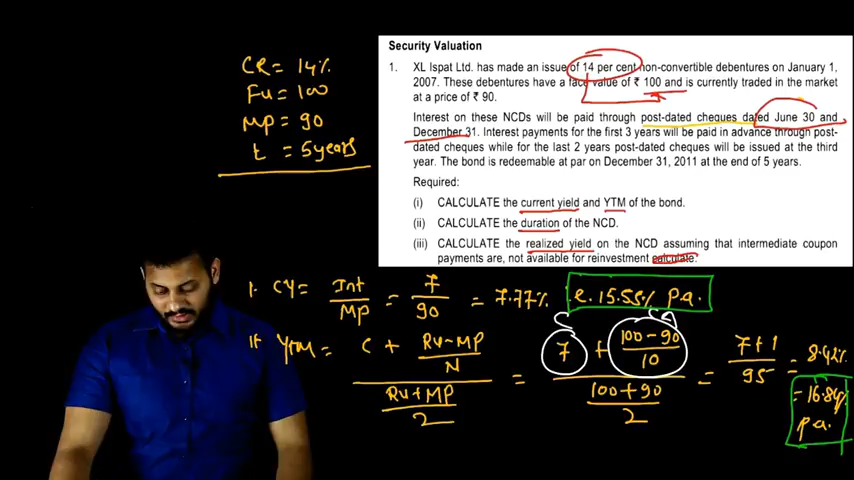 CR = 14%
FV = 100
MP = 90
t = 5years
Security Valuation
1. XL Ispat Ltd. has made an issue of 14 per cent non-convertible debentures on January 1,
2007. These debentures have a face value of ₹ 100 and is currently traded in the market
at a price of ₹ 90.
Interest on these NCDs will be paid through post-dated cheques dated June 30 and
December 31. Interest payments for the first 3 years will be paid in advance through post-
dated cheques while for the last 2 years post-dated cheques will be issued at the third
year. The bond is redeemable at par on December 31, 2011 at the end of 5 years.
Required:
(i) CALCULATE the current yield and YTM of the bond.
(ii) CALCULATE the duration of the NCD.
(iii) CALCULATE the realized yield on the NCD assuming that intermediate coupon
payments are, not available for reinvestment calculate.
1. CY = Int/MP = 7/90 = 7.77% i.e. 15.55% p.a.
C CA
YTM = (C + (RV-MP)/N) / ((RV+MP)/2) = (7 + (100-90)/10) / ((100+90)/2) = (7+1)/95 = 8.42%
= 16.84%
p.a.